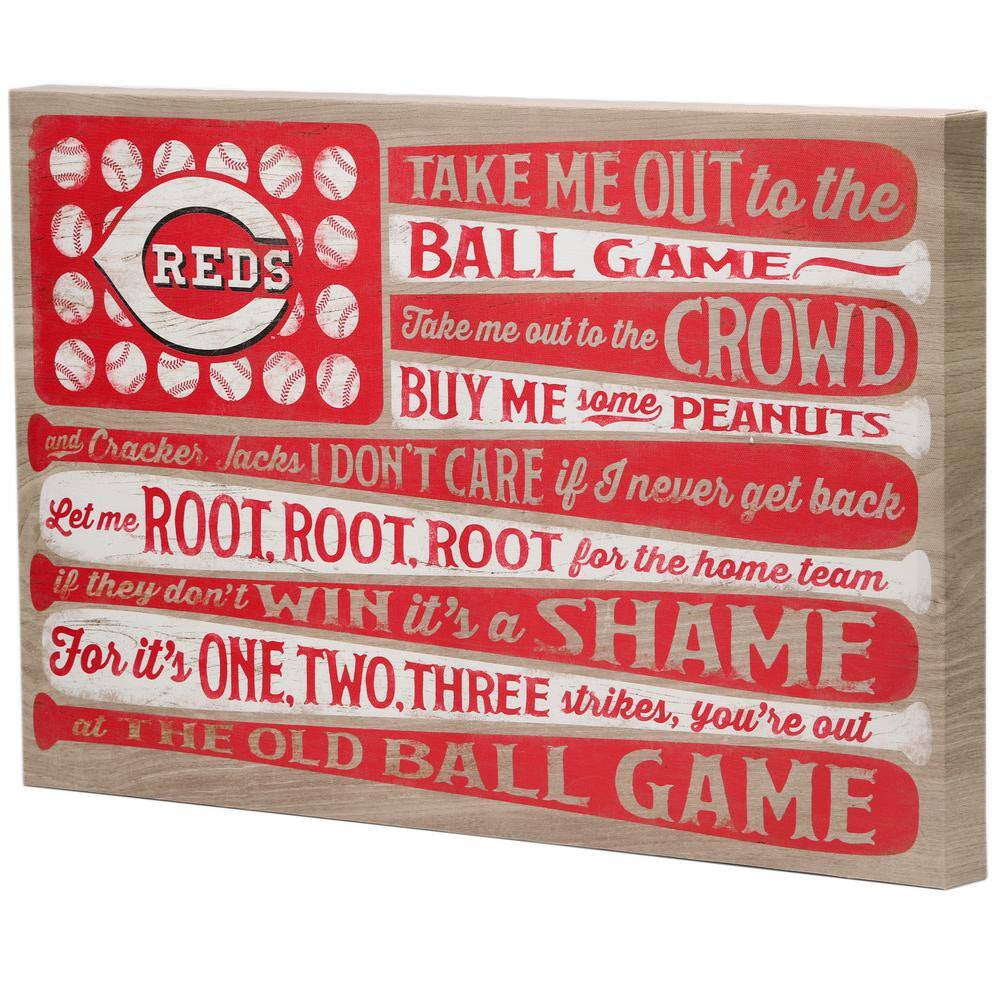 REDS
TAKE ME OUT to the
BALL GAME
Take me out to the CROWD
BUY ME some PEANUTS
and Cracker Jacks I DON'T CARE if I never get back
Let me ROOT, ROOT, ROOT for the home team
if they don't WIN it's a SHAME
For it's ONE, TWO, THREE strikes, you're out
at THE OLD BALL GAME